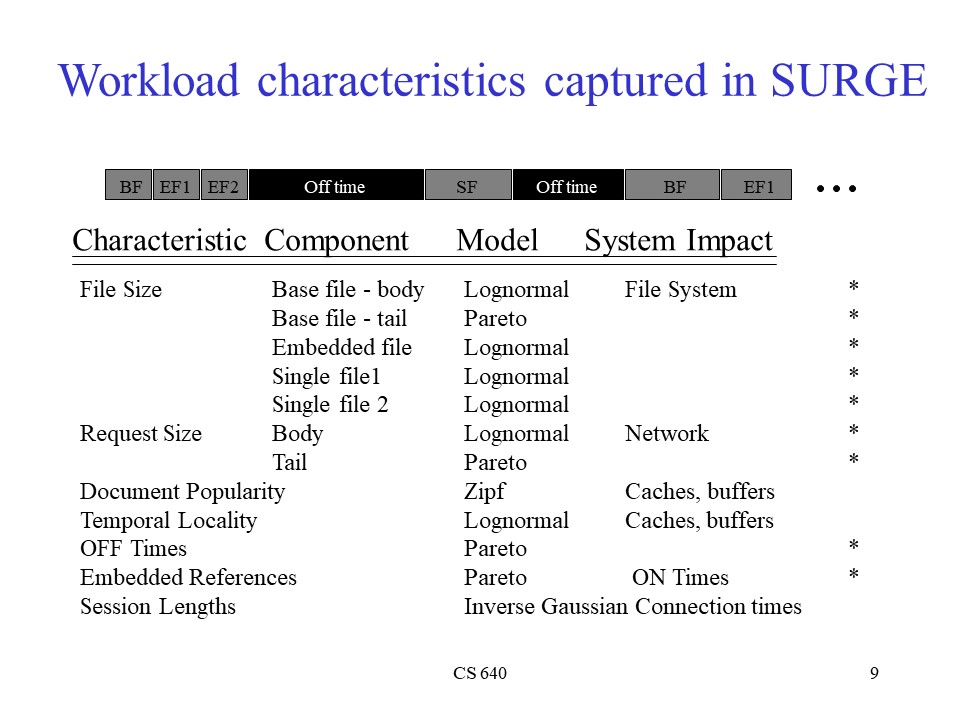 Workload characteristics captured in SURGE
BF EF1 EF2 Off time SF Off time BF EF1 ...
Characteristic Component Model System Impact
File Size Base file - body Lognormal File System *
Base file - tail Pareto *
Embedded file Lognormal *
Single file1 Lognormal *
Single file 2 Lognormal *
Request Size Body Lognormal Network *
Tail Pareto *
Document Popularity Zipf Caches, buffers
Temporal Locality Lognormal Caches, buffers
OFF Times Pareto *
Embedded References Pareto ON Times *
Session Lengths Inverse Gaussian Connection times
CS 640 9